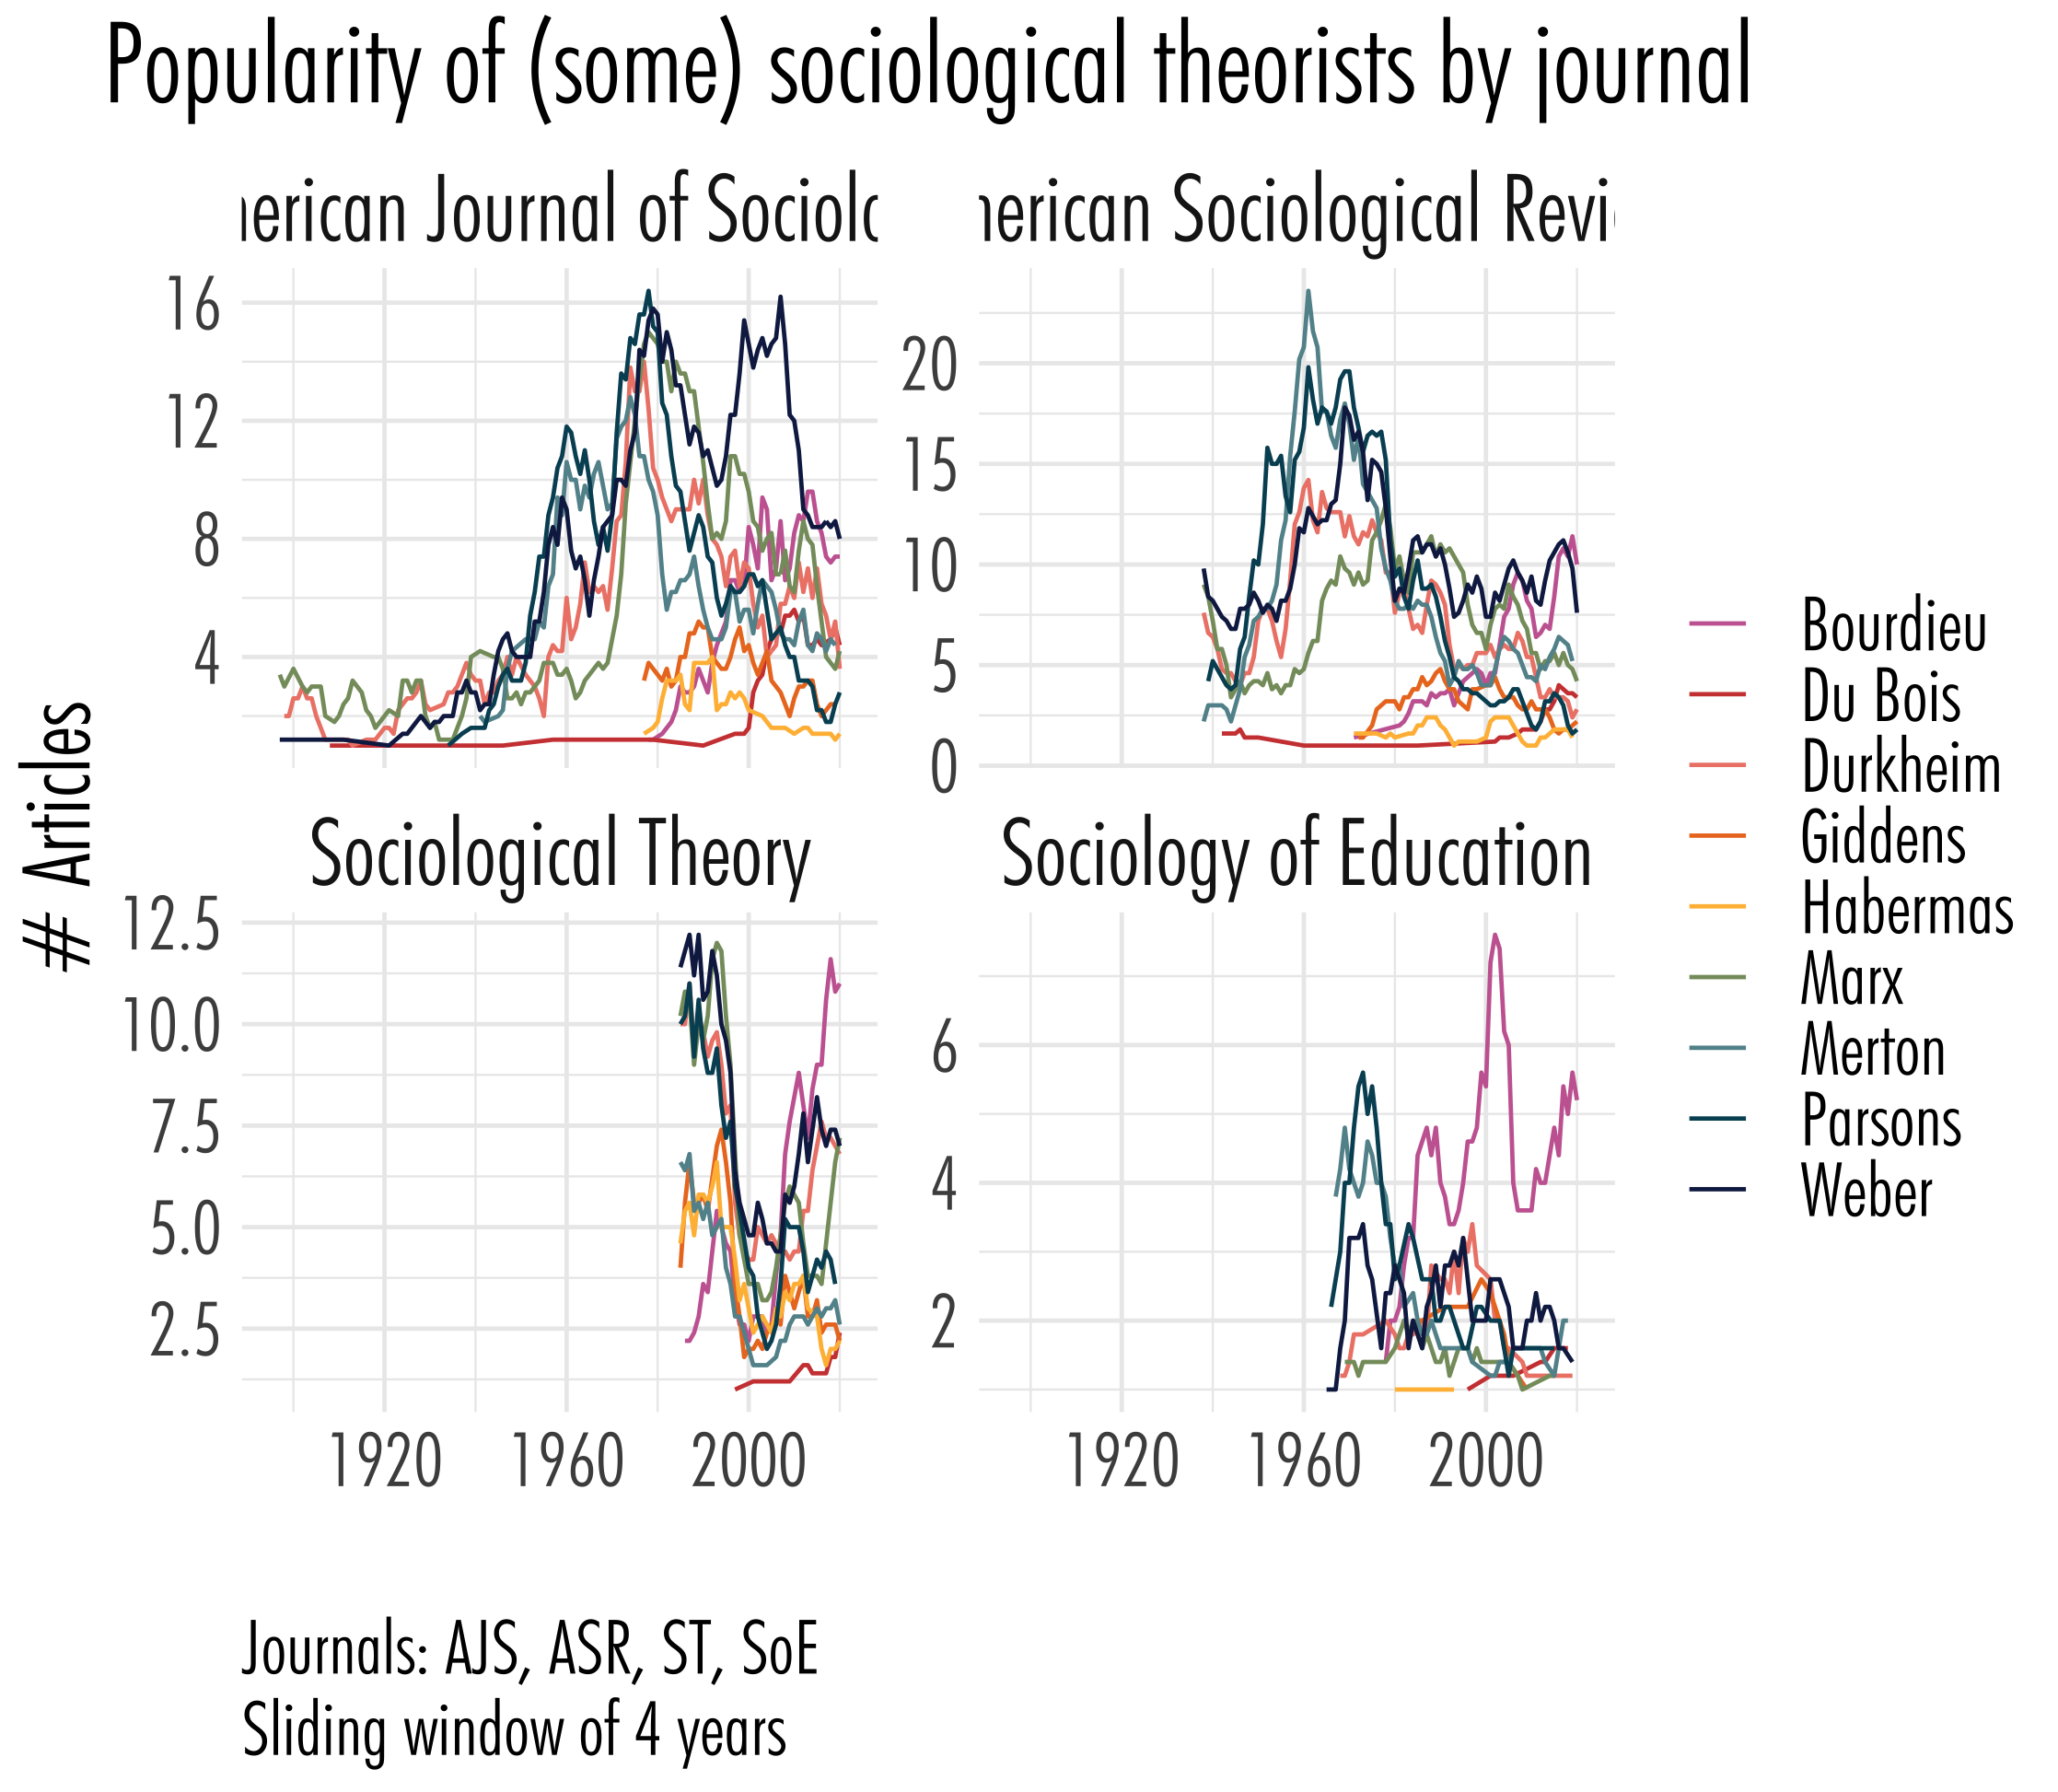 Popularity of (some) sociological theorists by journal
erican Journal of Sociolo
erican Sociological Revi
16
12
8
4
20
15
10
5
0
# Articles
Sociological Theory
Sociology of Education
12.5
10.0
7.5
5.0
2.5
6
4
2
1920 1960 2000
1920 1960 2000
Bourdieu
Du Bois
Durkheim
Giddens
Habermas
Marx
Merton
Parsons
Weber
Journals: AJS, ASR, ST, SoE
Sliding window of 4 years